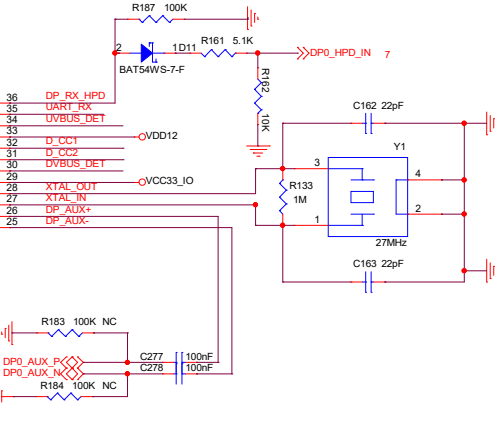 R187 100K
2
1
D11
R161 5.1K
DP0_HPD_IN 7
BAT54WS-7-F
R162
10K
36 DP_RX_HPD
35 UART_RX
34 UVBUS_DET
33 VDD12
32 D_CC1
31 D_CC2
30 DVBUS_DET
29 VCC33_IO
28 XTAL_OUT
27 XTAL_IN
26 DP_AUX+
25 DP_AUX-
C162 22pF
Y1
3
4
R133
1M
1
2
27MHz
C163 22pF
R183 100K NC
DP0_AUX_P
C277 100nF
DP0_AUX_N
C278 100nF
R184 100K NC